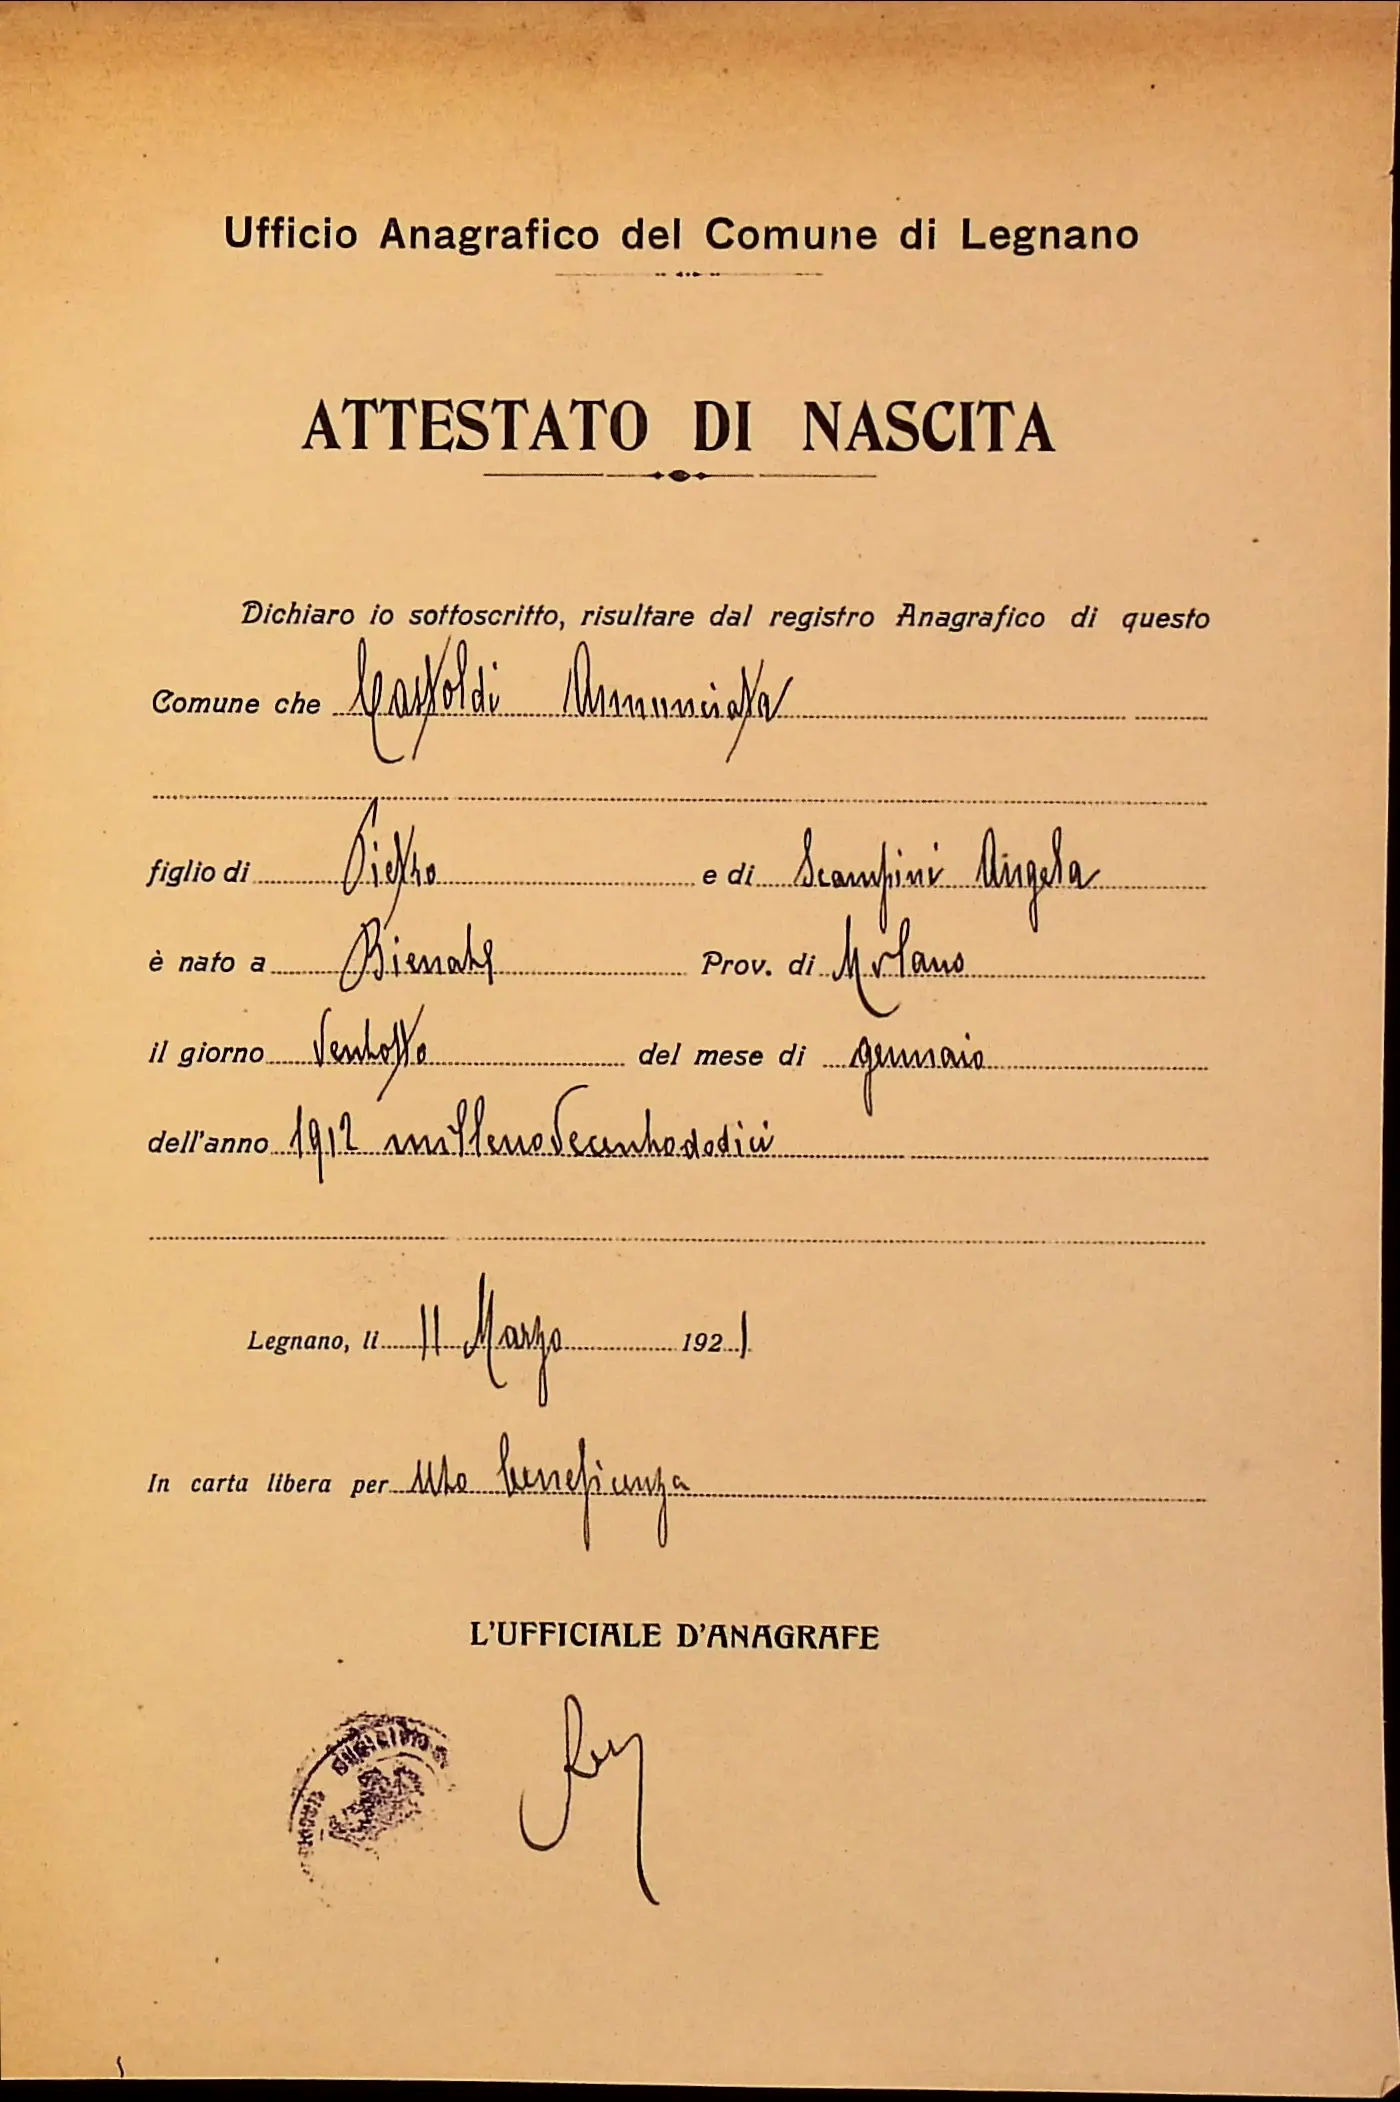 Ufficio Anagrafico del Comune di Legnano
ATTESTATO DI NASCITA
Dichiaro io sottoscritto, risultare dal registro Anagrafico di questo
Comune che Castoldi Annunciata
figlio di Pietro e di Scampini Angela
è nato a Bienate Prov. di Milano
il giorno Ventotto del mese di gennaio
dell'anno 1912 millenovecentododici
Legnano, li 11 Marzo 1921
In carta libera per uso beneficenza
L'UFFICIALE D'ANAGRAFE
MUNICIPIO